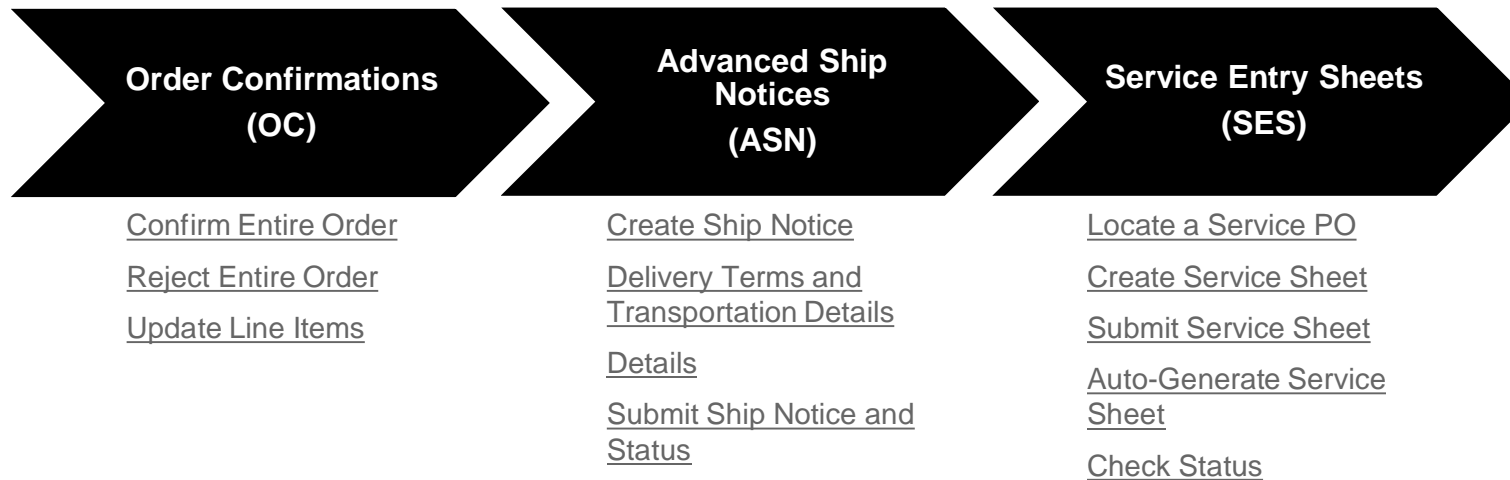 Order Confirmations
(OC)
Confirm Entire Order
Reject Entire Order
Update Line Items
Advanced Ship
Notices
(ASN)
Create Ship Notice
Delivery Terms and
Transportation Details
Details
Submit Ship Notice and
Status
Service Entry Sheets
(SES)
Locate a Service PO
Create Service Sheet
Submit Service Sheet
Auto-Generate Service
Sheet
Check Status